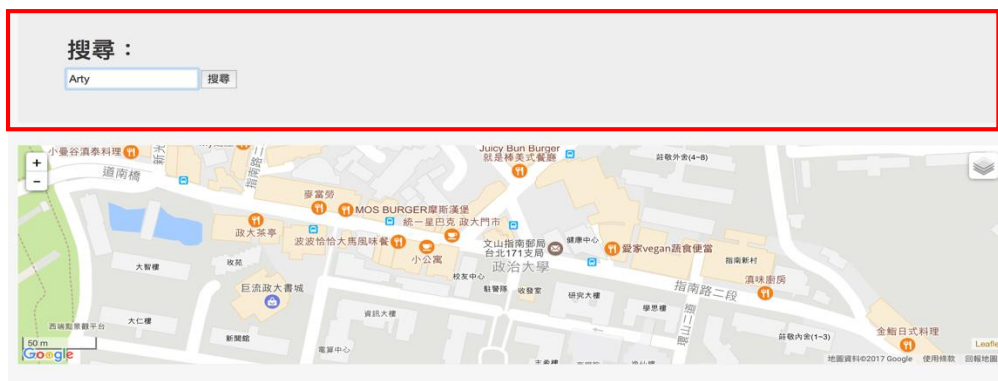 搜尋：
Arty
搜尋
小曼谷滇泰料理
Juicy Bun Burger
就是棒美式餐廳
莊敬外舍(4~8)
+
−
道南橋
指南路二
麥當勞
MOS BURGER摩斯漢堡
統一星巴克 政大門市
政大茶亭
波波恰恰大馬風味餐
小公寓
文山指南郵局
台北171支局
健康中心
愛家vegan蔬食便當
政治大學
指南新村
大智樓
牧苑
校友中心
滇味廚房
巨流政大書城
駐警隊
收發室
研究大樓
指南路二段
學思樓
資訊大樓
環山二道
西端點景觀平台
大仁樓
新聞館
電算中心
莊敬內舍(1~3)
金鮨日式料理
50 m
Google
Leafle
地圖資料©2017 Google
使用條款
回報地圖